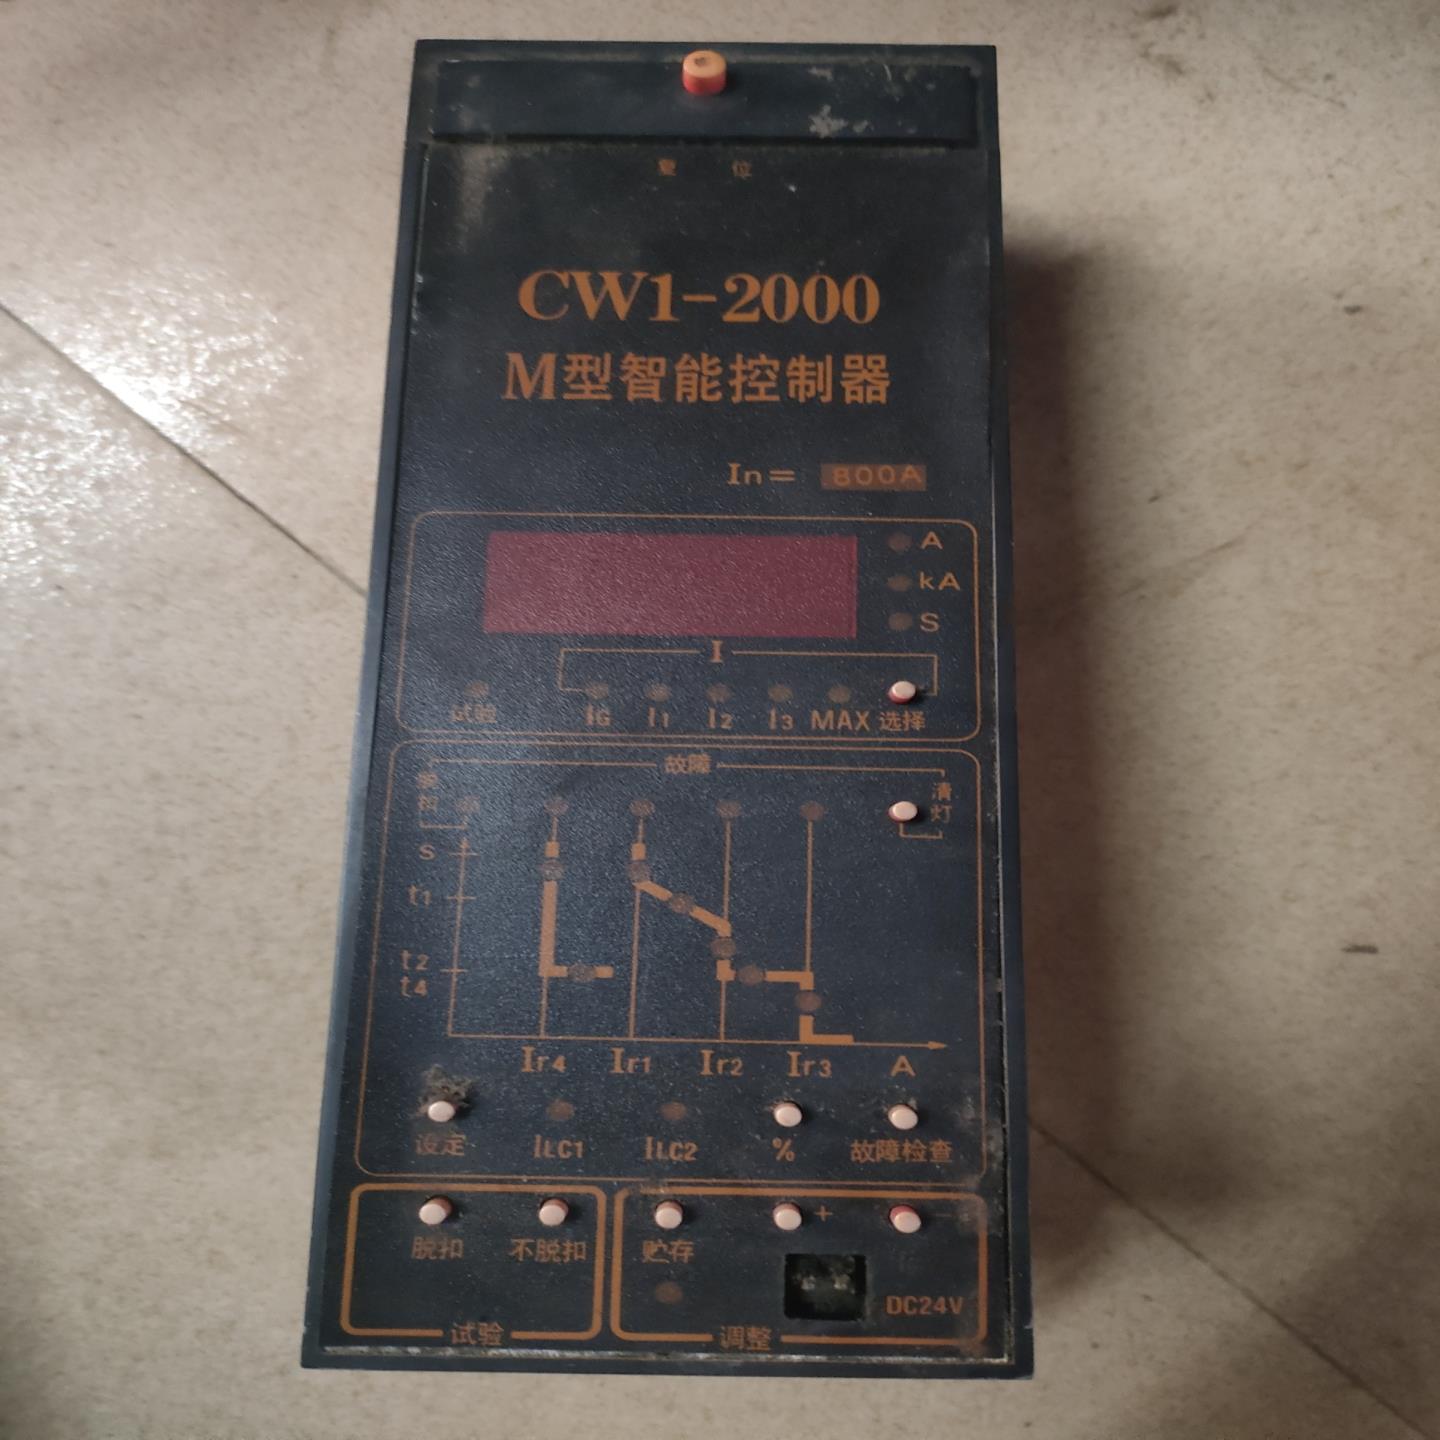 复 位
CW1-2000
M型智能控制器
In= 800A
A
kA
S
I
试验 IG I1 I2 I3 MAX 选择
故障
脱扣
清灯
S
t1
t2
t4
Ir4 Ir1 Ir2 Ir3 A
设定 ILC1 ILC2 % 故障检查
+ −
脱扣 不脱扣 贮存
DC24V
试验 调整